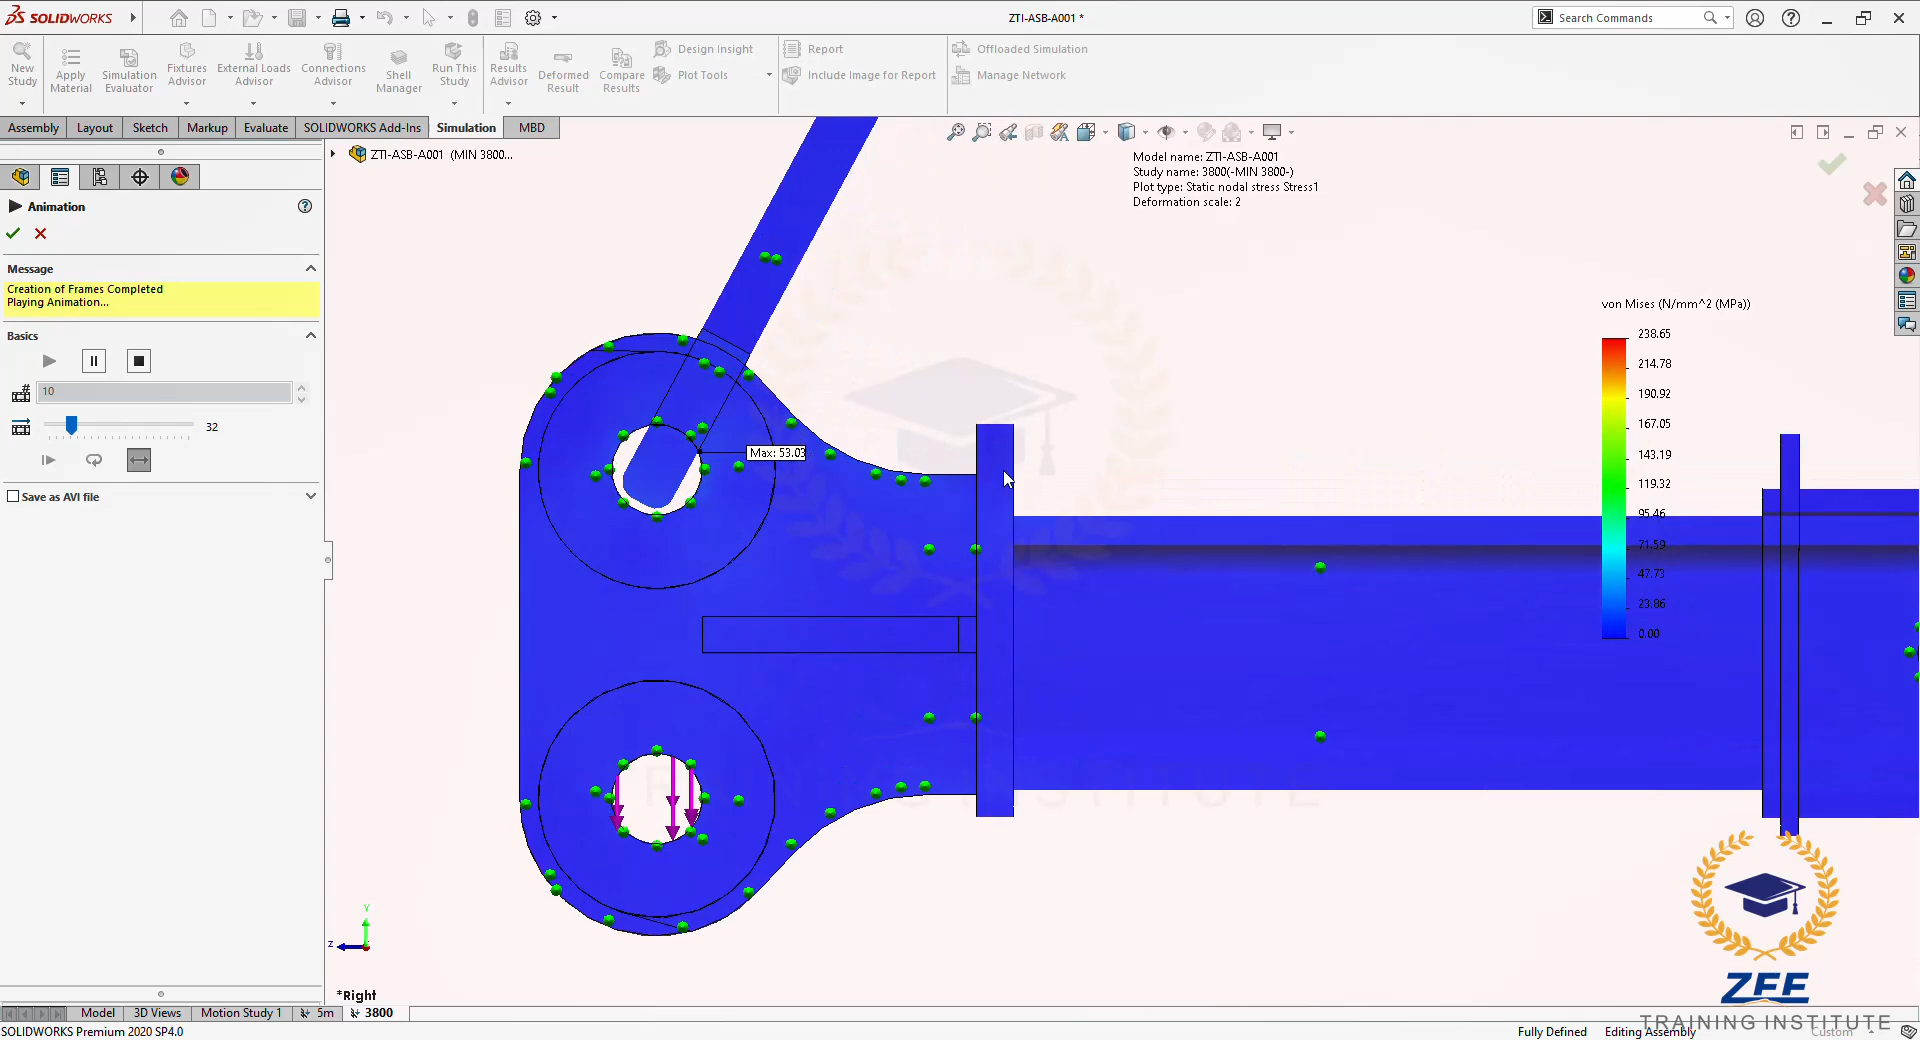 SOLIDWORKS
ZTI-ASB-A001 *
Search Commands
New Study
Apply Material
Simulation Evaluator
Fixtures Advisor
External Loads Advisor
Connections Advisor
Shell Manager
Run This Study
Results Advisor
Deformed Result
Compare Results
Design Insight
Plot Tools
Report
Include Image for Report
Offloaded Simulation
Manage Network
Assembly
Layout
Sketch
Markup
Evaluate
SOLIDWORKS Add-Ins
Simulation
MBD
ZTI-ASB-A001 (MIN 3800...
Model name: ZTI-ASB-A001
Study name: 3800(-MIN 3800-)
Plot type: Static nodal stress Stress1
Deformation scale: 2
Animation
Message
Creation of Frames Completed
Playing Animation...
Basics
10
32
Save as AVI file
von Mises (N/mm^2 (MPa))
238.65
214.78
190.92
167.05
143.19
119.32
95.46
71.59
47.73
23.86
0.00
Max: 53.03
Y
Z
*Right
ZEE
TRAINING INSTITUTE
Model
3D Views
Motion Study 1
5m
3800
SOLIDWORKS Premium 2020 SP4.0
Fully Defined
Editing Assembly
Custom